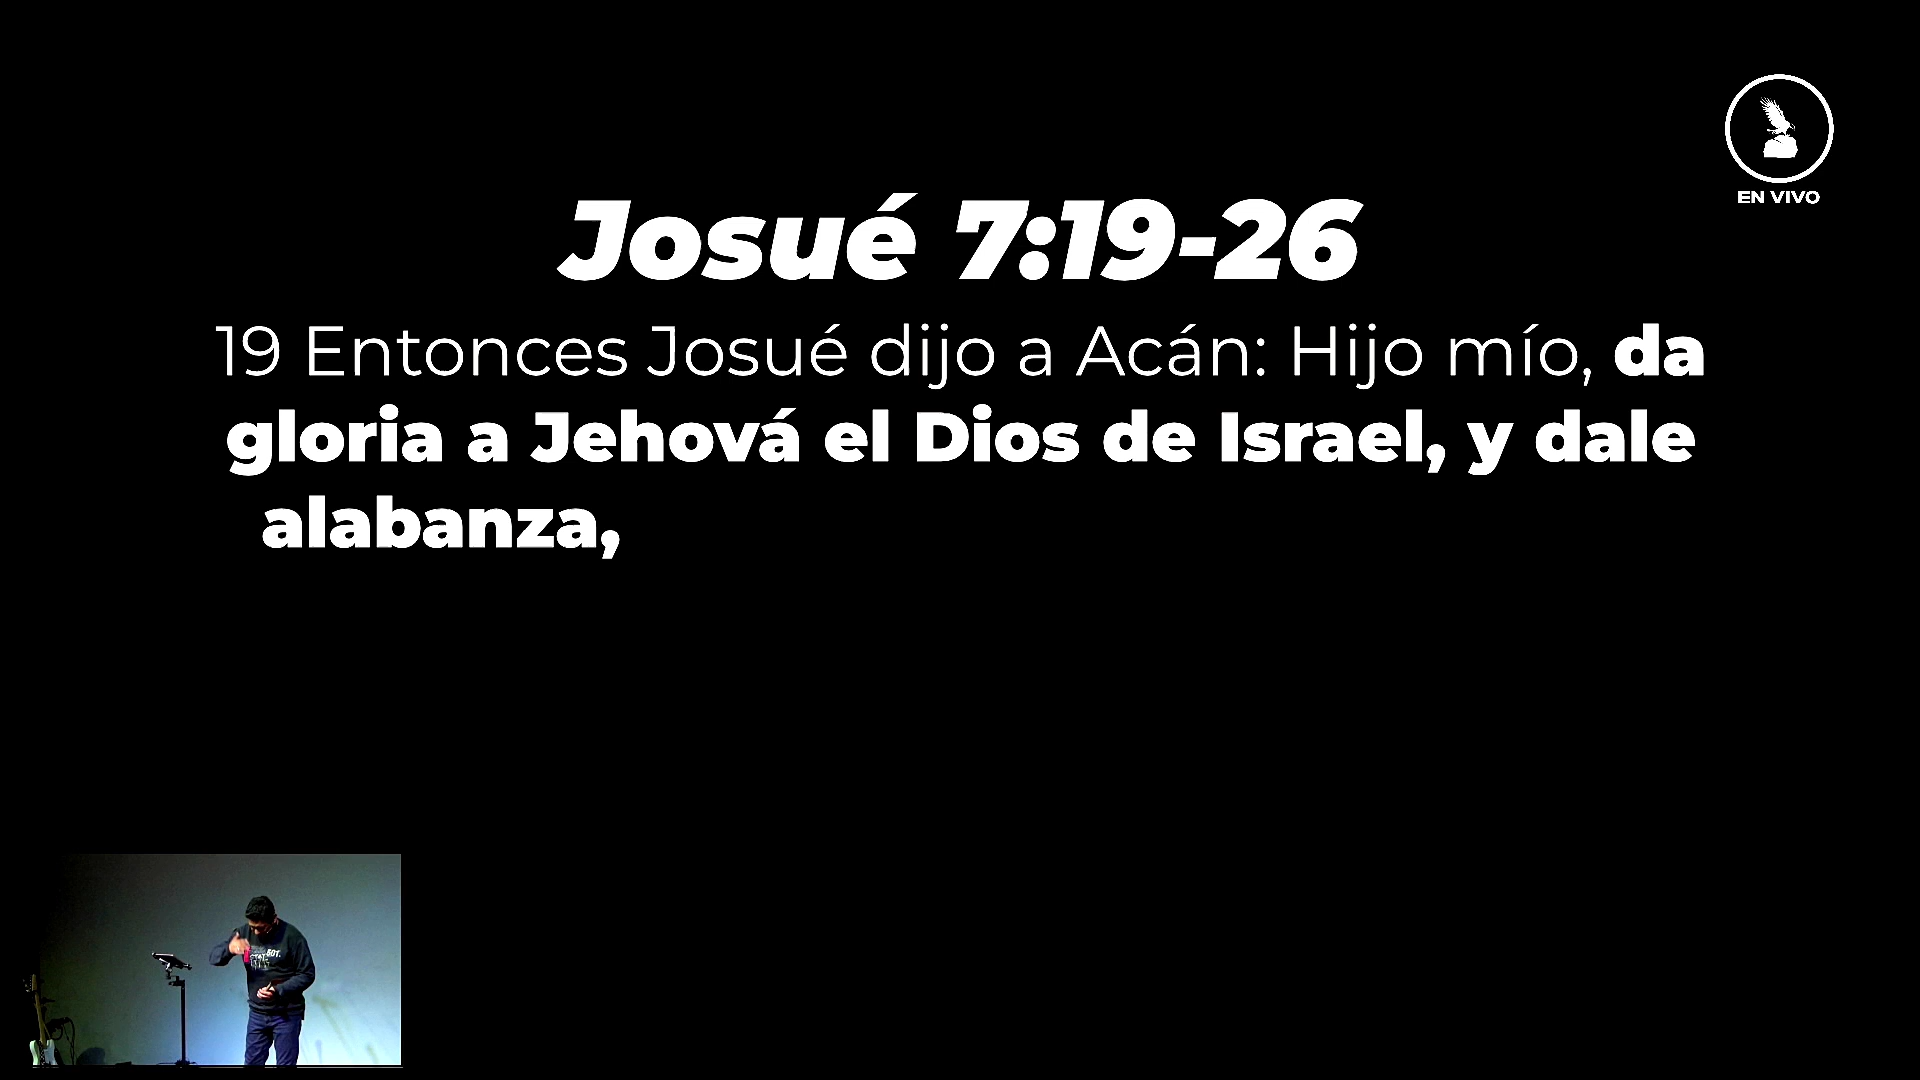 EN VIVO
Josué 7:19-26
19 Entonces Josué dijo a Acán: Hijo mío, da
gloria a Jehová el Dios de Israel, y dale
alabanza,